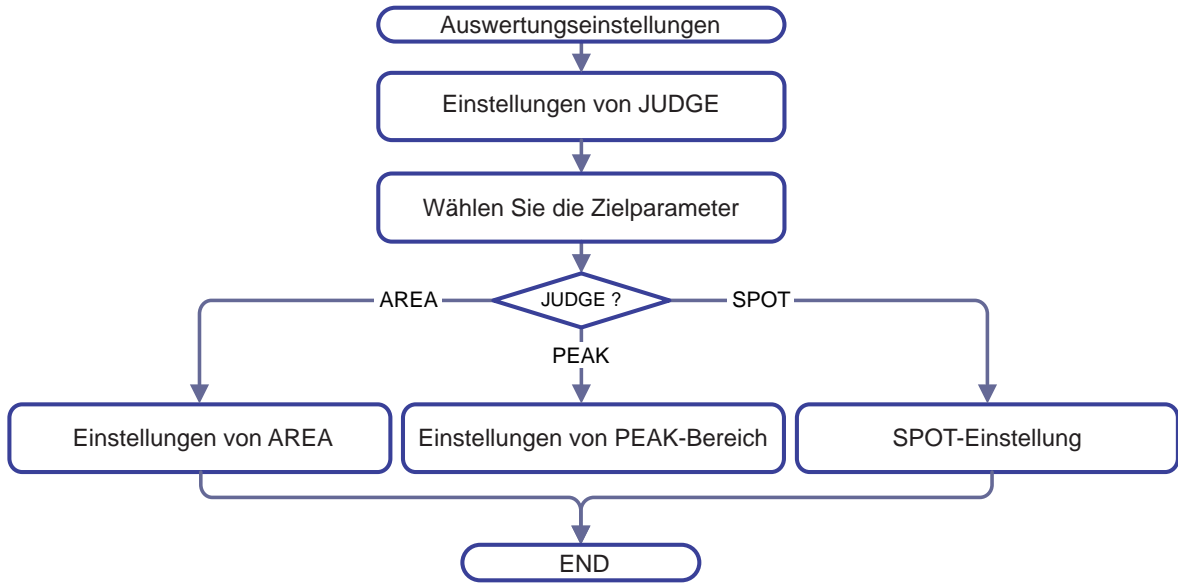 Auswertungseinstellungen
Einstellungen von JUDGE
Wählen Sie die Zielparameter
AREA
JUDGE ?
SPOT
PEAK
Einstellungen von AREA
Einstellungen von PEAK-Bereich
SPOT-Einstellung
END